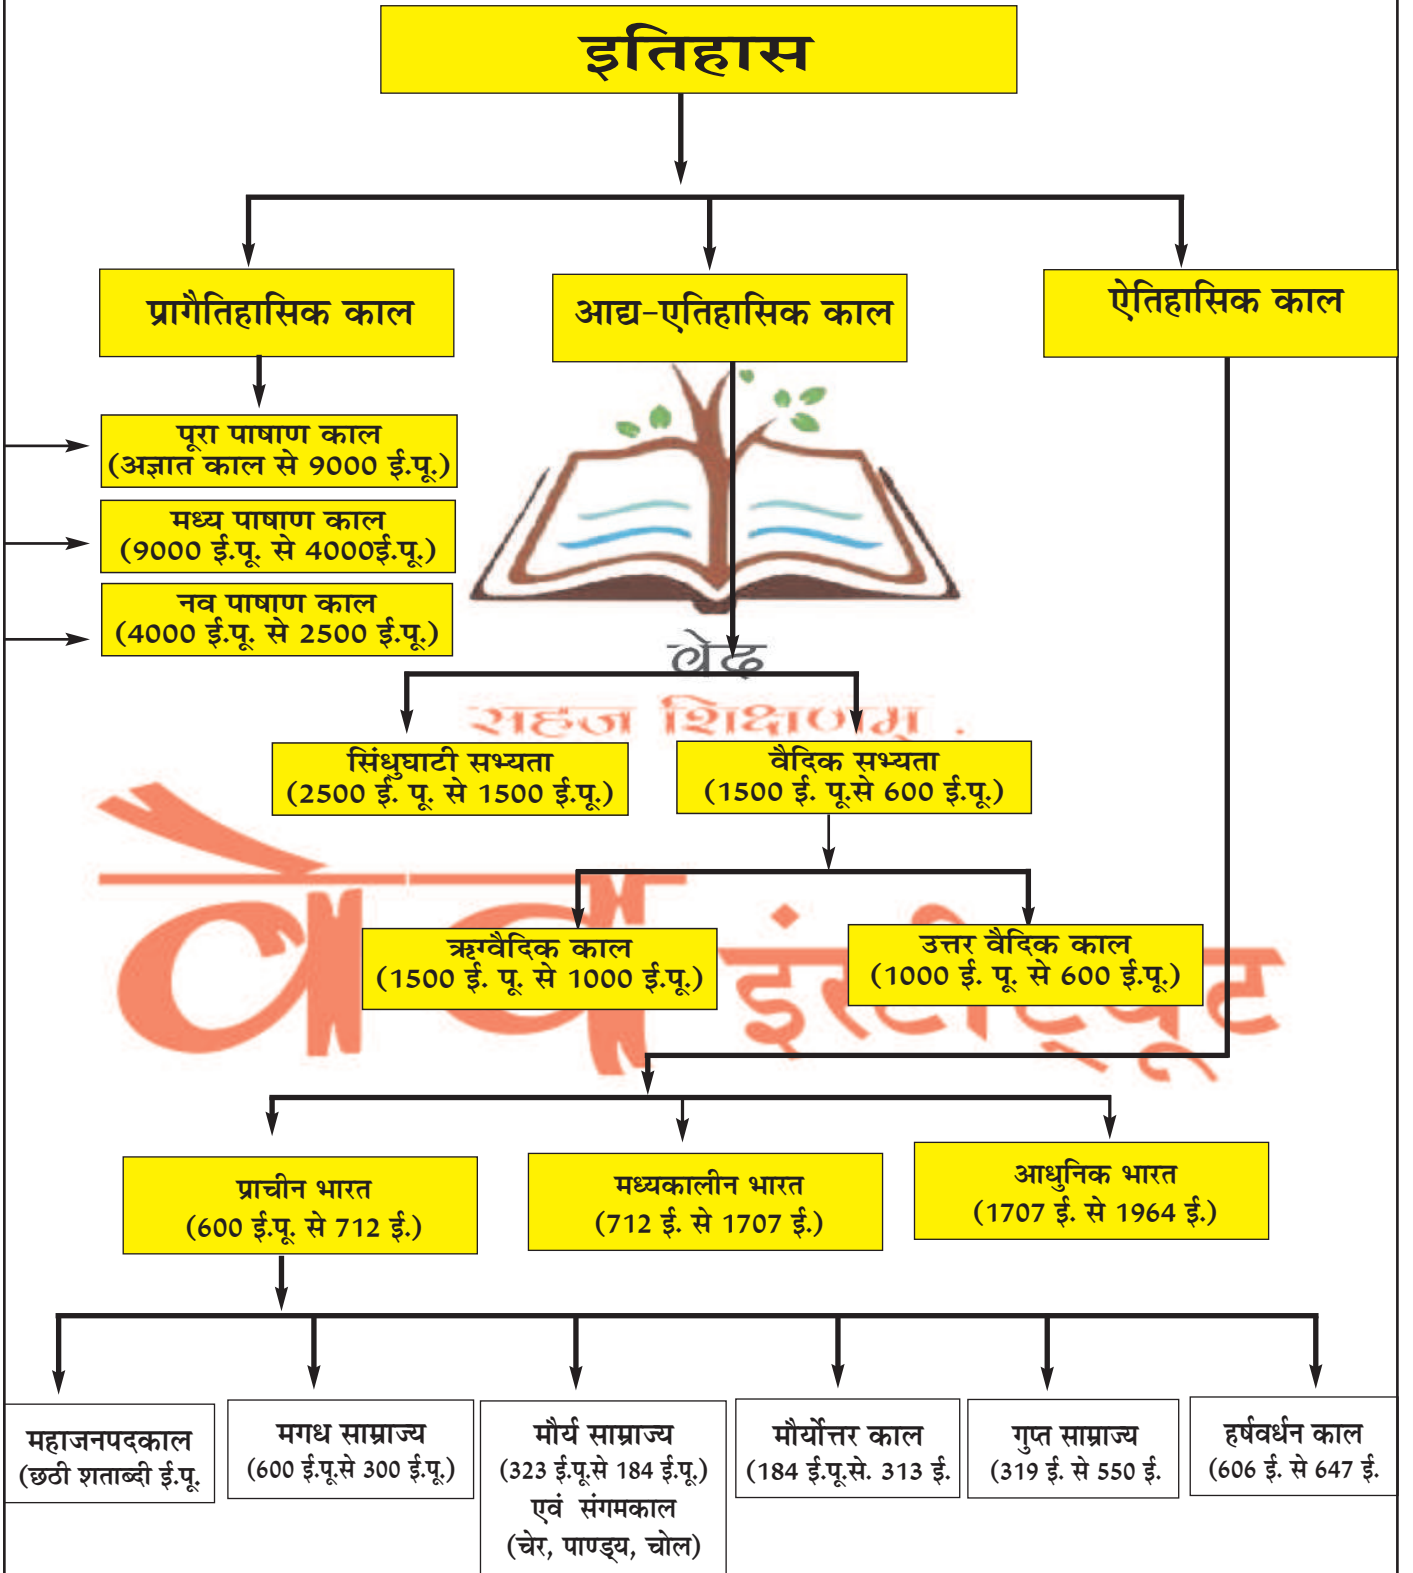 इतिहास
प्रागैतिहासिक काल
आद्य-एतिहासिक काल
ऐतिहासिक काल
पूरा पाषाण काल
(अज्ञात काल से 9000 ई.पू.)
मध्य पाषाण काल
(9000 ई.पू. से 4000ई.पू.)
नव पाषाण काल
(4000 ई.पू. से 2500 ई.पू.)
वेद
सहज शिक्षणम् .
सिंधुघाटी सभ्यता
(2500 ई. पू. से 1500 ई.पू.)
वैदिक सभ्यता
(1500 ई. पू.से 600 ई.पू.)
वेद इंस्टीट्यूट
ऋग्वैदिक काल
(1500 ई. पू. से 1000 ई.पू.)
उत्तर वैदिक काल
(1000 ई. पू. से 600 ई.पू.)
प्राचीन भारत
(600 ई.पू. से 712 ई.)
मध्यकालीन भारत
(712 ई. से 1707 ई.)
आधुनिक भारत
(1707 ई. से 1964 ई.)
महाजनपदकाल
(छठी शताब्दी ई.पू.
मगध साम्राज्य
(600 ई.पू.से 300 ई.पू.)
मौर्य साम्राज्य
(323 ई.पू.से 184 ई.पू.)
एवं संगमकाल
(चेर, पाण्ड्य, चोल)
मौर्योत्तर काल
(184 ई.पू.से. 313 ई.
गुप्त साम्राज्य
(319 ई. से 550 ई.
हर्षवर्धन काल
(606 ई. से 647 ई.